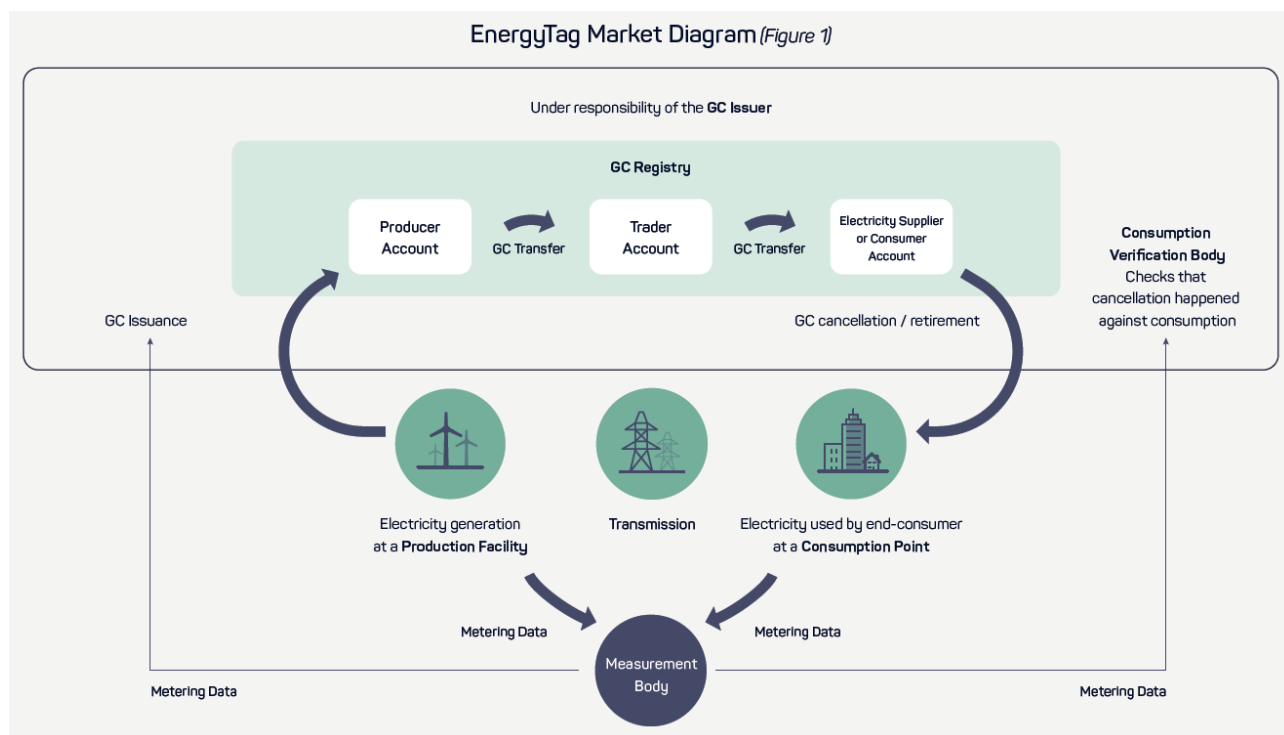 EnergyTag Market Diagram (Figure 1)
Under responsibility of the GC Issuer
GC Registry
Producer
Account
GC Transfer
Trader
Account
GC Transfer
Electricity Supplier
or Consumer
Account
Consumption
Verification Body
Checks that
cancellation happened
against consumption
GC Issuance
GC cancellation / retirement
Electricity generation
at a Production Facility
Transmission
Electricity used by end-consumer
at a Consumption Point
Metering Data
Metering Data
Measurement
Body
Metering Data
Metering Data